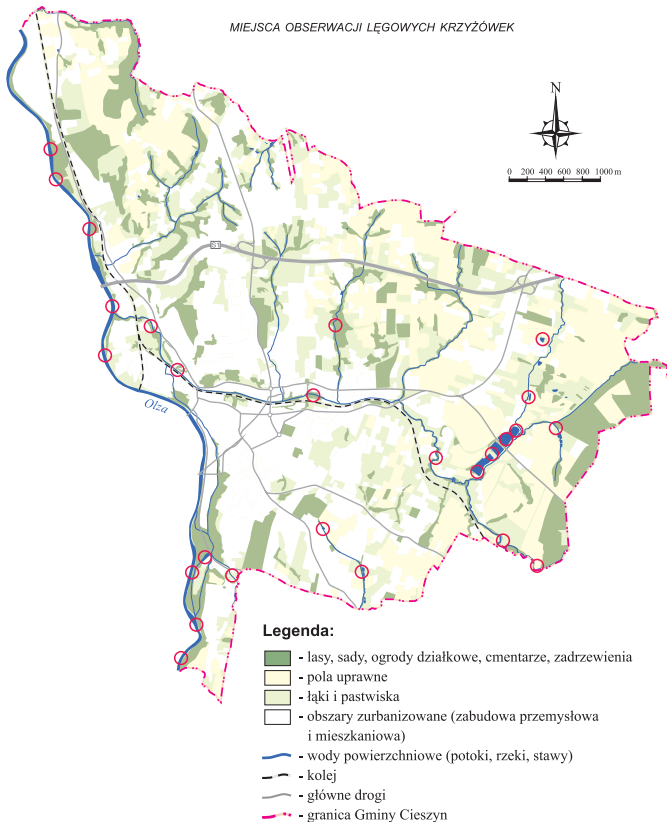 MIEJSCA OBSERWACJI LĘGOWYCH KRZYŻÓWEK
N
0 200 400 600 800 1000 m
S1
Olza
Legenda:
- lasy, sady, ogrody działkowe, cmentarze, zadrzewienia
- pola uprawne
- łąki i pastwiska
- obszary zurbanizowane (zabudowa przemysłowa
i mieszkaniowa)
- wody powierzchniowe (potoki, rzeki, stawy)
- kolej
- główne drogi
- granica Gminy Cieszyn